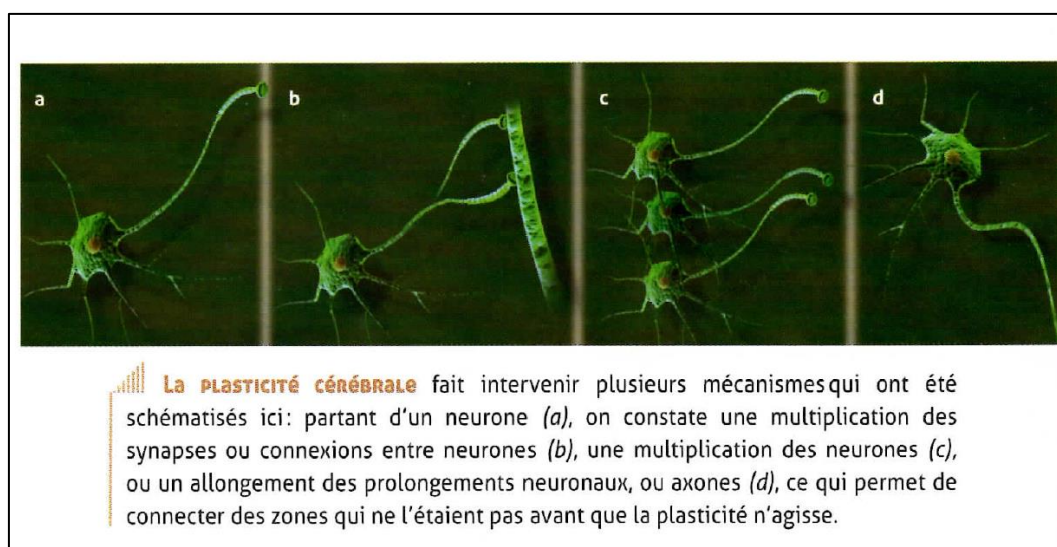 a
b
c
d
La PLASTICITÉ CÉRÉBRALE fait intervenir plusieurs mécanismes qui ont été
schématisés ici : partant d'un neurone (a), on constate une multiplication des
synapses ou connexions entre neurones (b), une multiplication des neurones (c),
ou un allongement des prolongements neuronaux, ou axones (d), ce qui permet de
connecter des zones qui ne l'étaient pas avant que la plasticité n'agisse.